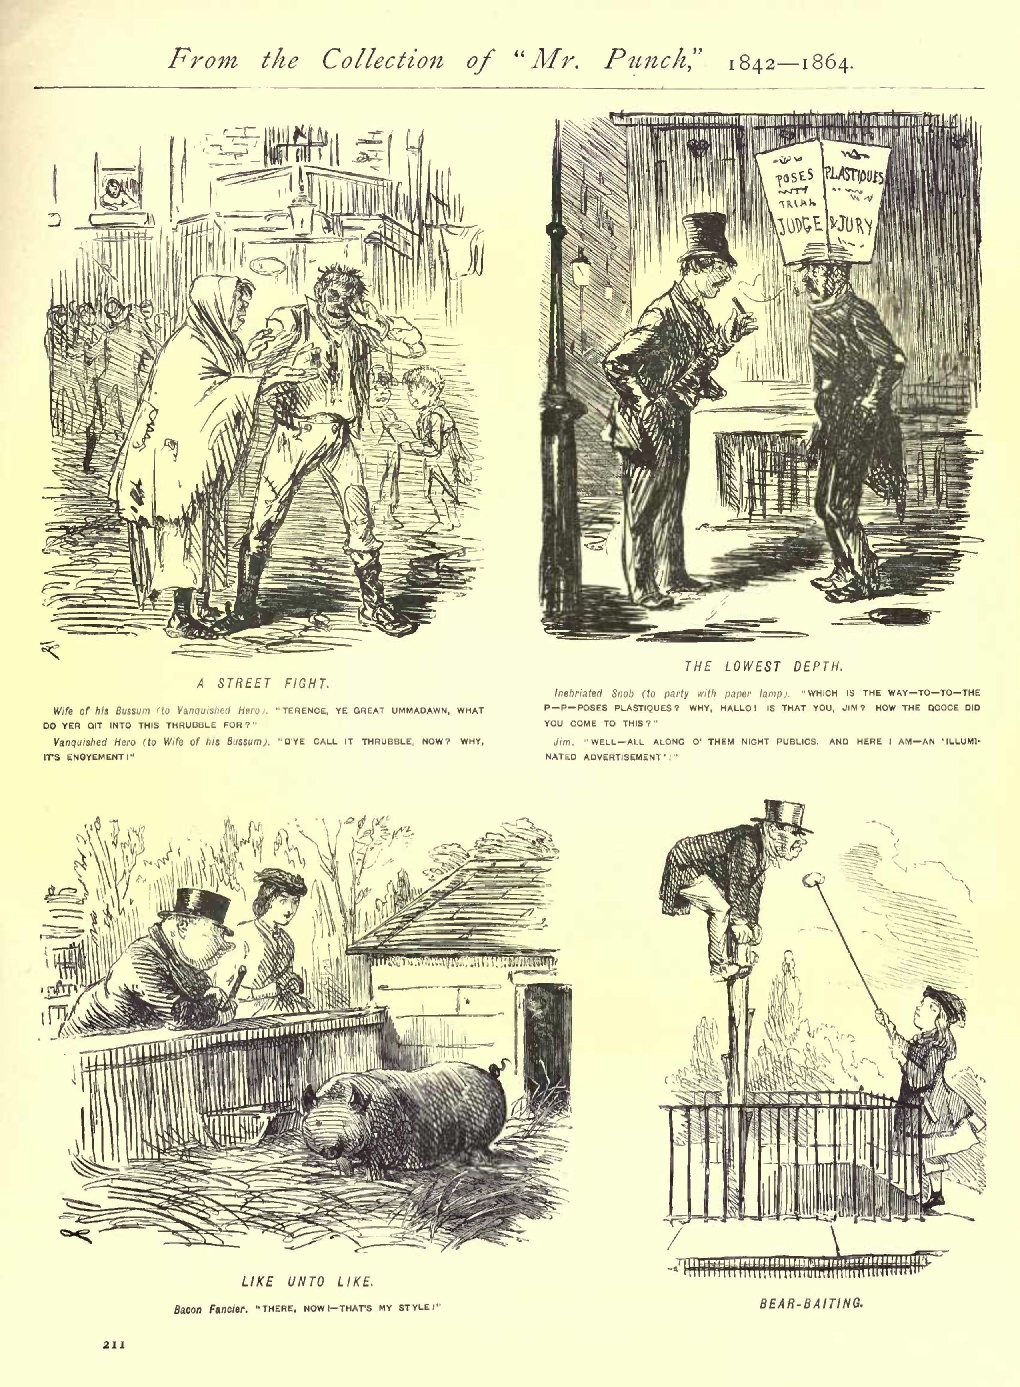 From the Collection of "Mr. Punch," 1842—1864.
POSES PLASTIQUES
TRIAL
JUDGE & JURY
A STREET FIGHT.
Wife of his Bussum (to Vanquished Hero). "TERENCE, YE GREAT UMMADAWN, WHAT
DO YER GIT INTO THIS THRUBBLE FOR?"
Vanquished Hero (to Wife of his Bussum). "D'YE CALL IT THRUBBLE, NOW? WHY,
IT'S ENGYEMENT!"
THE LOWEST DEPTH.
Inebriated Snob (to party with paper lamp). "WHICH IS THE WAY—TO—TO—THE
P—P—POSES PLASTIQUES? WHY, HALLO! IS THAT YOU, JIM? HOW THE DOOCE DID
YOU COME TO THIS?"
Jim. "WELL—ALL ALONG O' THEM NIGHT PUBLICS. AND HERE I AM—AN 'ILLUMI-
NATED ADVERTISEMENT'!"
LIKE UNTO LIKE.
Bacon Fancier. "THERE, NOW!—THAT'S MY STYLE!"
BEAR-BAITING.
211